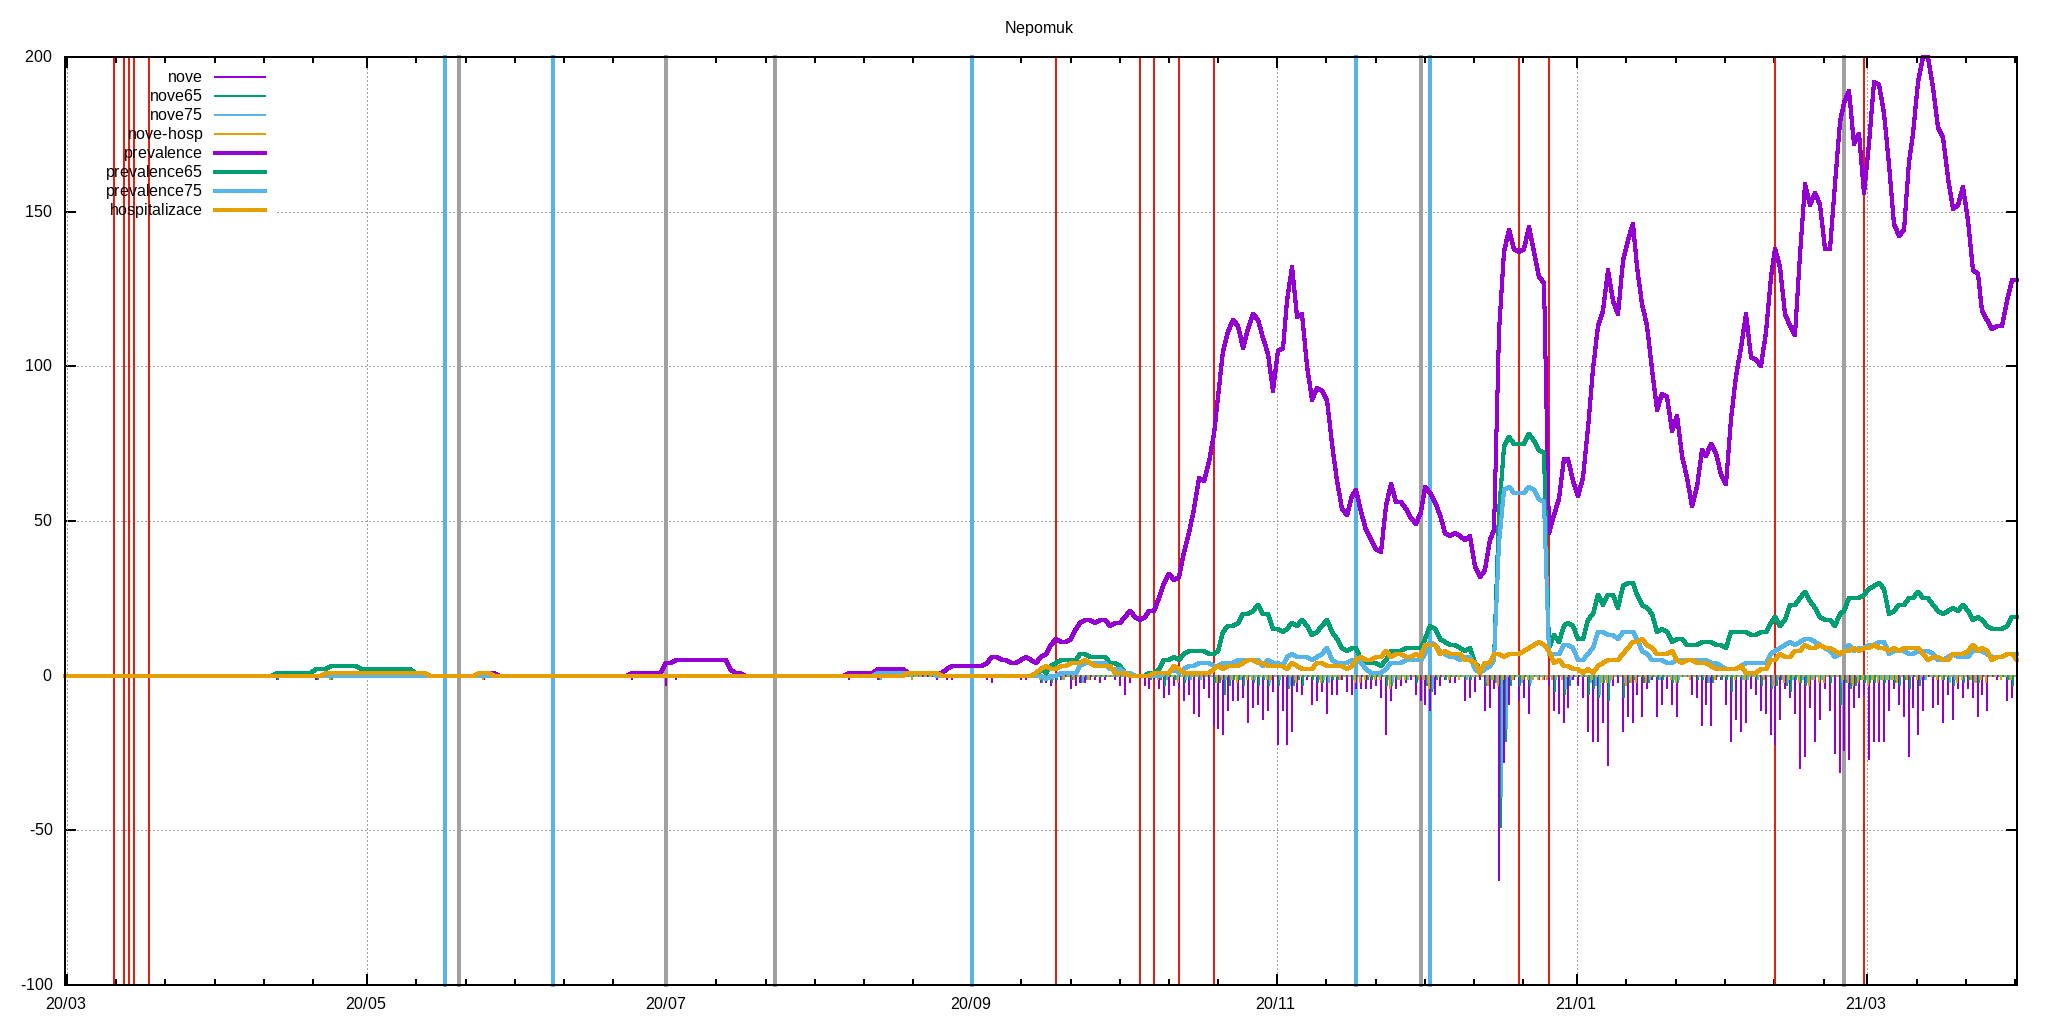 Nepomuk
200
150
100
50
0
-50
-100
nove
nove65
nove75
nove-hosp
prevalence
prevalence65
prevalence75
hospitalizace
20/03 20/05 20/07 20/09 20/11 21/01 21/03